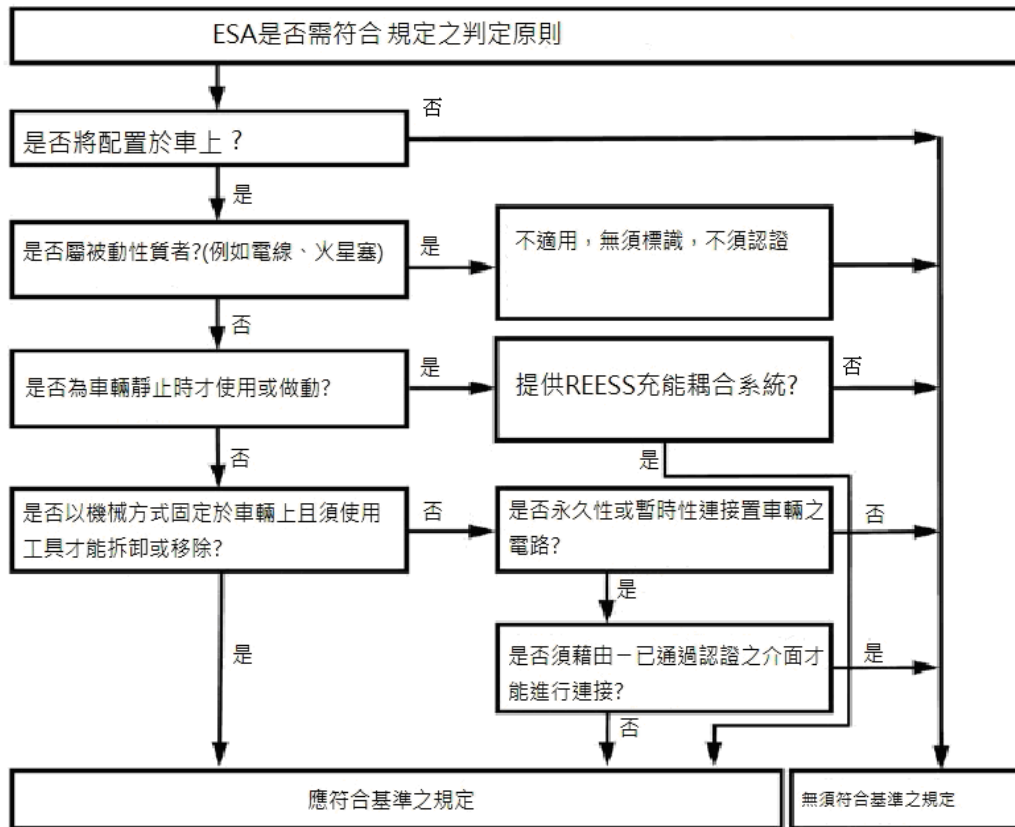 ESA是否需符合 規定之判定原則
否
是否將配置於車上？
是
是否屬被動性質者?(例如電線、火星塞)
是
不適用，無須標識，不須認證
否
是否為車輛靜止時才使用或做動?
是
提供REESS充能耦合系統?
否
否
是
是否以機械方式固定於車輛上且須使用
工具才能拆卸或移除?
否
是否永久性或暫時性連接置車輛之
電路?
否
是
是
是否須藉由－已通過認證之介面才
能進行連接?
是
否
應符合基準之規定
無須符合基準之規定